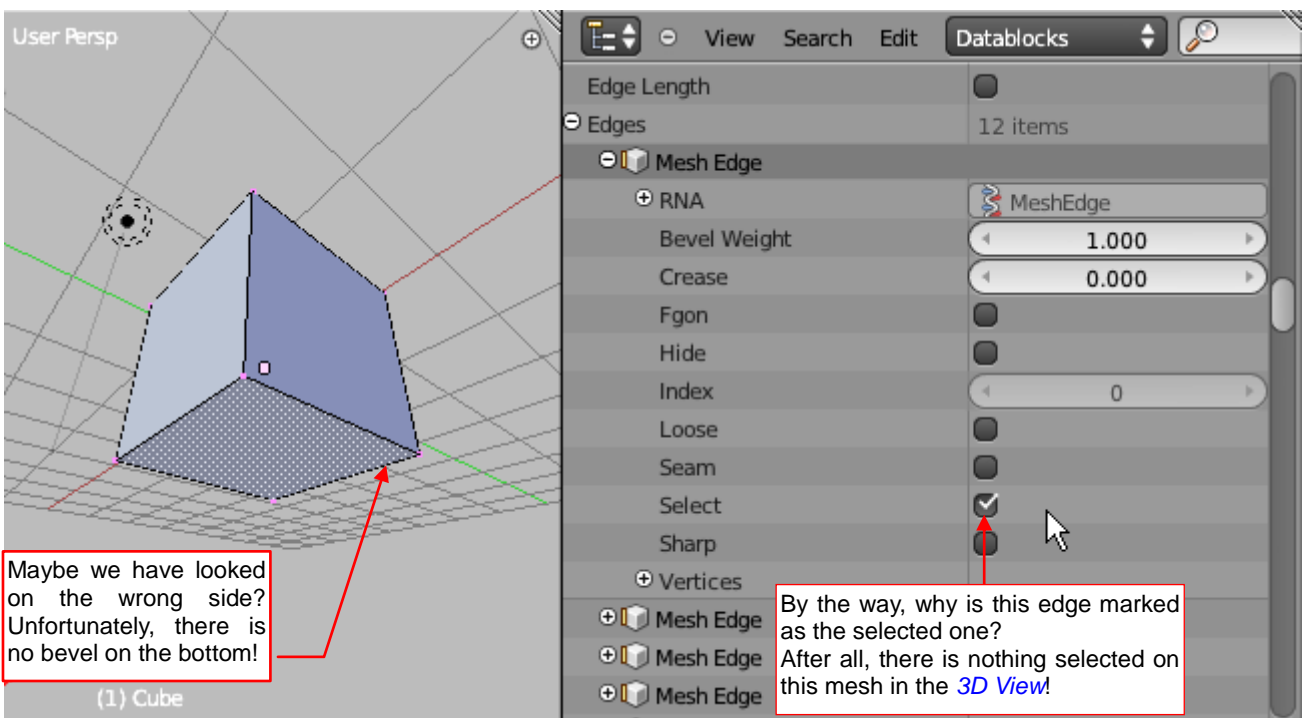 User Persp
View Search Edit Datablocks
Edge Length
Edges 12 items
Mesh Edge
RNA MeshEdge
Bevel Weight 1.000
Crease 0.000
Fgon
Hide
Index 0
Loose
Seam
Select
Sharp
Vertices
Mesh Edge
Mesh Edge
Mesh Edge
Maybe we have looked
on the wrong side?
Unfortunately, there is
no bevel on the bottom!
(1) Cube
By the way, why is this edge marked
as the selected one?
After all, there is nothing selected on
this mesh in the 3D View!